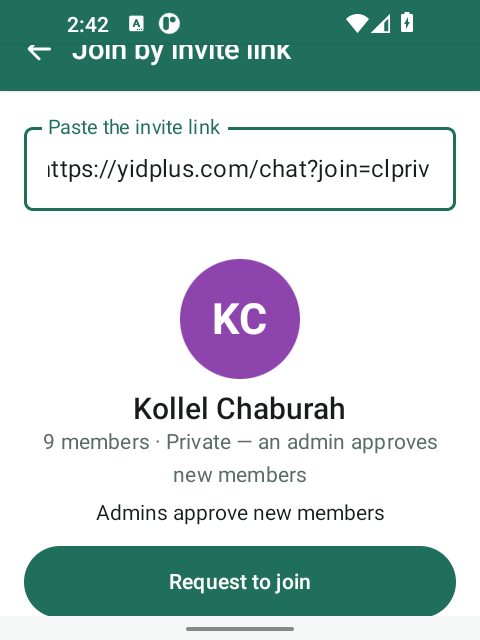 2:42
Join by invite link
Paste the invite link
https://yidplus.com/chat?join=clpriv
KC
Kollel Chaburah
9 members · Private — an admin approves
new members
Admins approve new members
Request to join